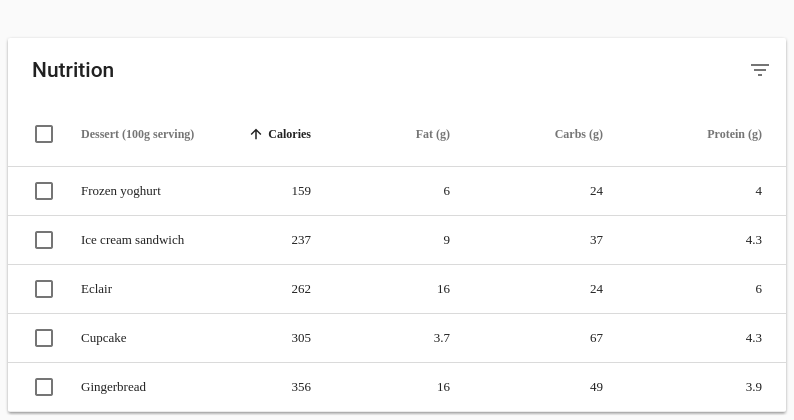 Nutrition
Dessert (100g serving) Calories Fat (g) Carbs (g) Protein (g)
Frozen yoghurt 159 6 24 4
Ice cream sandwich 237 9 37 4.3
Eclair 262 16 24 6
Cupcake 305 3.7 67 4.3
Gingerbread 356 16 49 3.9